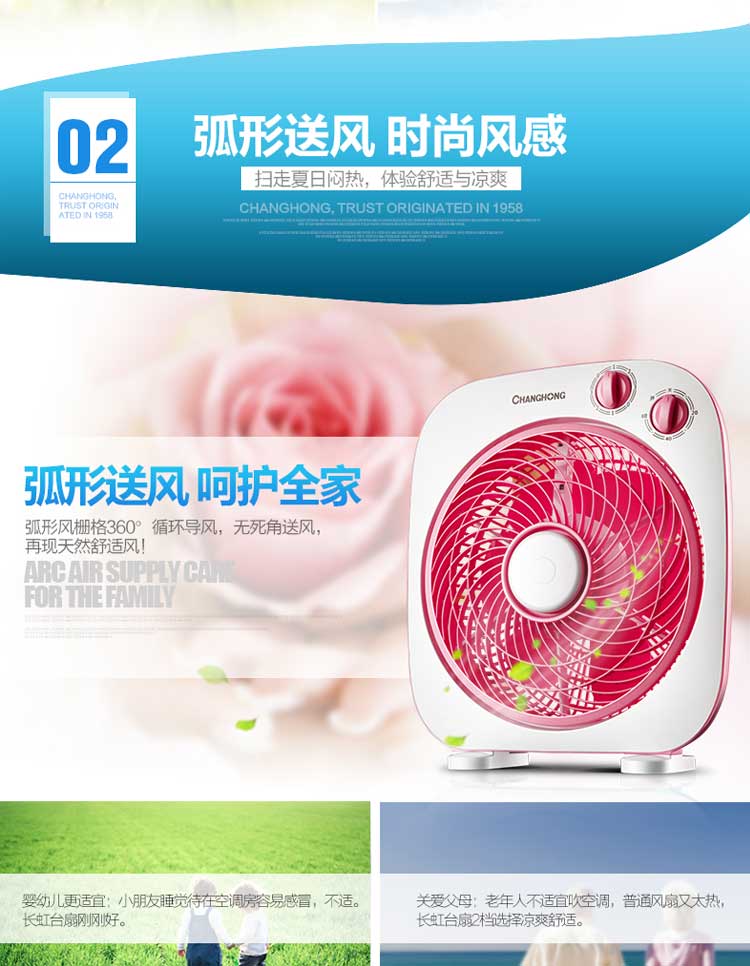 02
CHANGHONG,
TRUST ORIGIN
ATED IN 1958
弧形送风 时尚风感
扫走夏日闷热，体验舒适与凉爽
CHANGHONG, TRUST ORIGINATED IN 1958
CHANGHONG
弧形送风 呵护全家
弧形风栅格360°循环导风，无死角送风，
再现天然舒适风！
ARC AIR SUPPLY CARE
FOR THE FAMILY
婴幼儿更适宜：小朋友睡觉待在空调房容易感冒，不适。
长虹台扇刚刚好。
关爱父母：老年人不适宜吹空调，普通风扇又太热，
长虹台扇2档选择凉爽舒适。